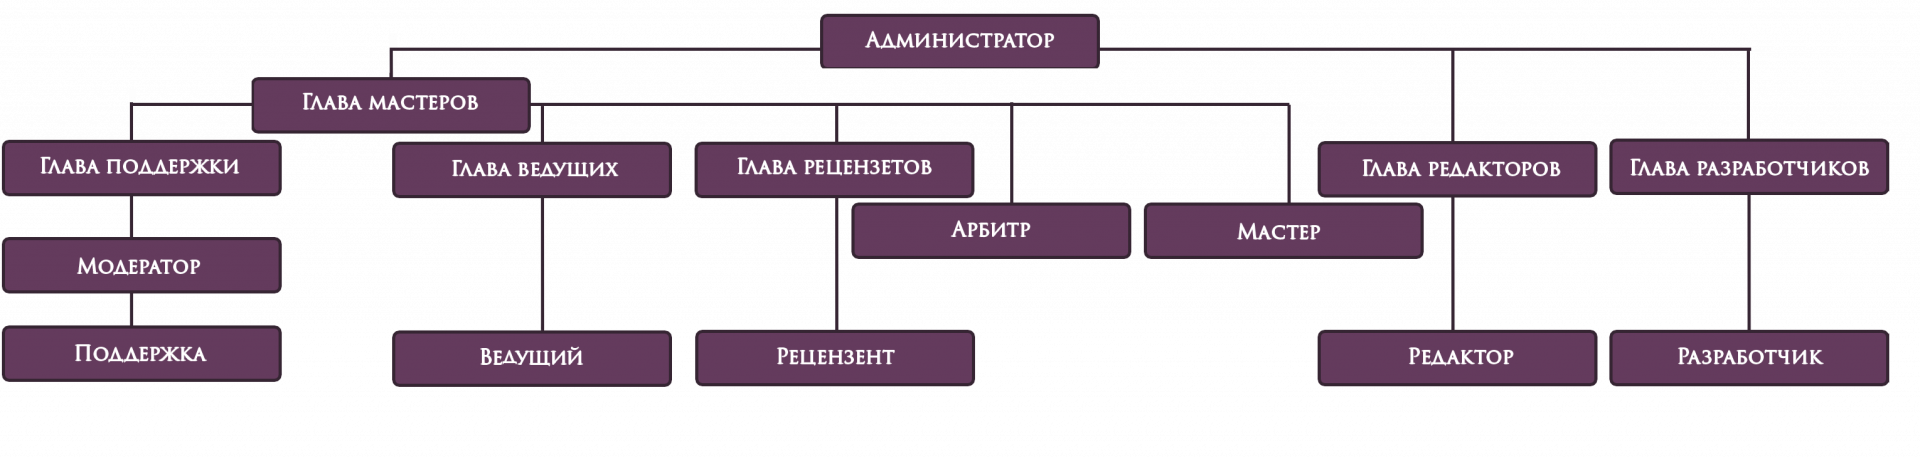 Администратор
Глава мастеров
Глава поддержки
Глава ведущих
Глава рецензетов
Глава редакторов
Глава разработчиков
Арбитр
Мастер
Модератор
Поддержка
Ведущий
Рецензент
Редактор
Разработчик